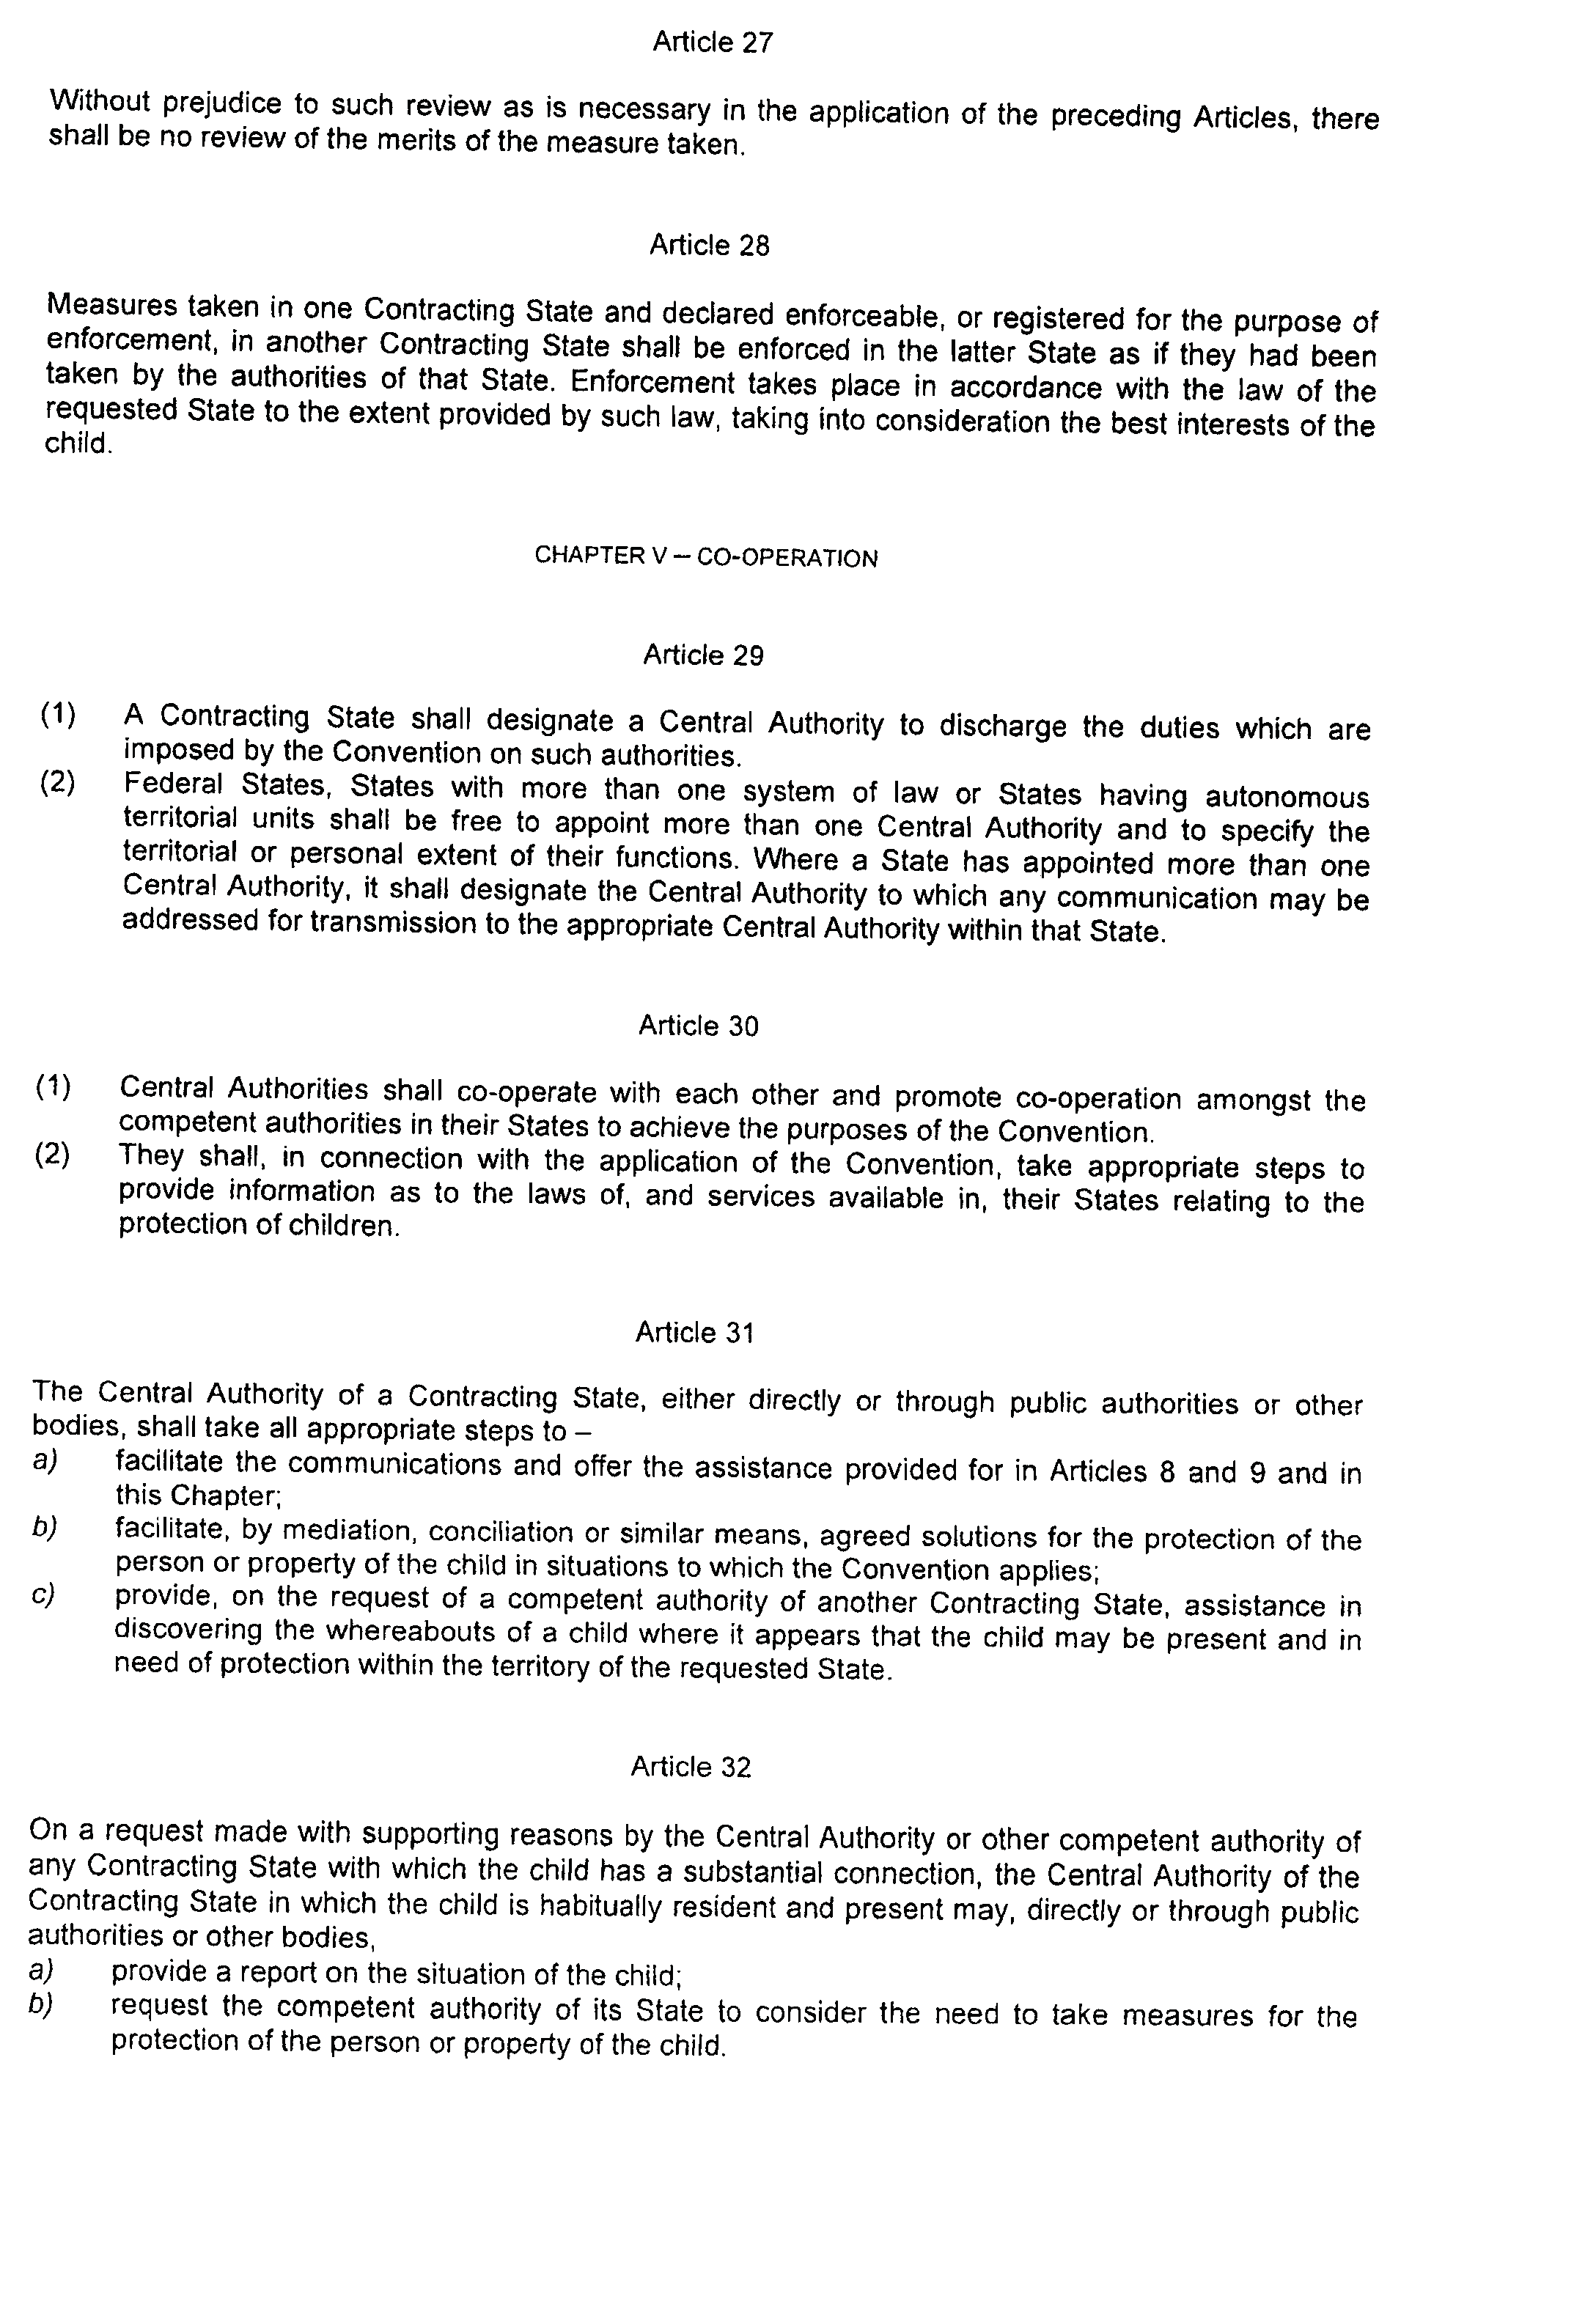 Article 27
Without prejudice to such review as is necessary in the application of the preceding Articles, there
shall be no review of the merits of the measure taken.
Article 28
Measures taken in one Contracting State and declared enforceable, or registered for the purpose of
enforcement, in another Contracting State shall be enforced in the latter State as if they had been
taken by the authorities of that State. Enforcement takes place in accordance with the law of the
requested State to the extent provided by such law, taking into consideration the best interests of the
child.
CHAPTER V – CO-OPERATION
Article 29
(1) A Contracting State shall designate a Central Authority to discharge the duties which are
imposed by the Convention on such authorities.
(2) Federal States, States with more than one system of law or States having autonomous
territorial units shall be free to appoint more than one Central Authority and to specify the
territorial or personal extent of their functions. Where a State has appointed more than one
Central Authority, it shall designate the Central Authority to which any communication may be
addressed for transmission to the appropriate Central Authority within that State.
Article 30
(1) Central Authorities shall co-operate with each other and promote co-operation amongst the
competent authorities in their States to achieve the purposes of the Convention.
(2) They shall, in connection with the application of the Convention, take appropriate steps to
provide information as to the laws of, and services available in, their States relating to the
protection of children.
Article 31
The Central Authority of a Contracting State, either directly or through public authorities or other
bodies, shall take all appropriate steps to –
a) facilitate the communications and offer the assistance provided for in Articles 8 and 9 and in
this Chapter;
b) facilitate, by mediation, conciliation or similar means, agreed solutions for the protection of the
person or property of the child in situations to which the Convention applies;
c) provide, on the request of a competent authority of another Contracting State, assistance in
discovering the whereabouts of a child where it appears that the child may be present and in
need of protection within the territory of the requested State.
Article 32
On a request made with supporting reasons by the Central Authority or other competent authority of
any Contracting State with which the child has a substantial connection, the Central Authority of the
Contracting State in which the child is habitually resident and present may, directly or through public
authorities or other bodies,
a) provide a report on the situation of the child;
b) request the competent authority of its State to consider the need to take measures for the
protection of the person or property of the child.